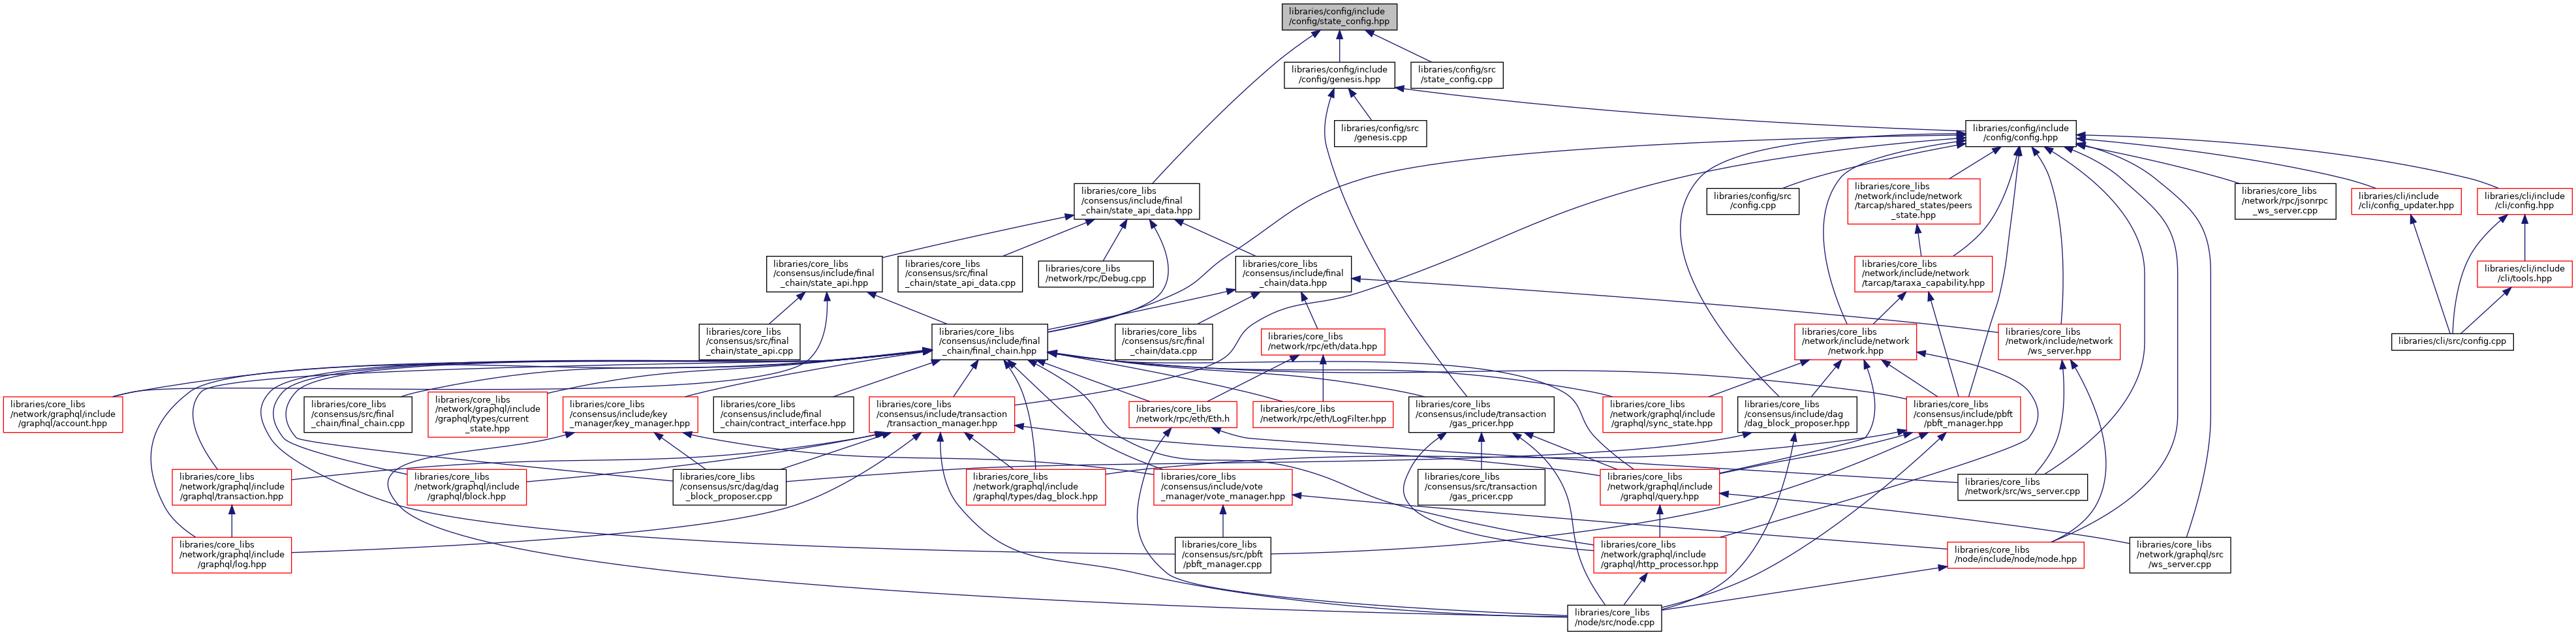 libraries/config/include
/config/state_config.hpp
libraries/config/include
/config/genesis.hpp
libraries/config/src
/state_config.cpp
libraries/config/src
/genesis.cpp
libraries/config/include
/config/config.hpp
libraries/core_libs
/consensus/include/final
_chain/state_api_data.hpp
libraries/config/src
/config.cpp
libraries/core_libs
/network/include/network
/tarcap/shared_states/peers
_state.hpp
libraries/core_libs
/network/rpc/jsonrpc
_ws_server.cpp
libraries/cli/include
/cli/config_updater.hpp
libraries/cli/include
/cli/config.hpp
libraries/core_libs
/consensus/include/final
_chain/state_api.hpp
libraries/core_libs
/consensus/src/final
_chain/state_api_data.cpp
libraries/core_libs
/network/rpc/Debug.cpp
libraries/core_libs
/consensus/include/final
_chain/data.hpp
libraries/core_libs
/network/include/network
/tarcap/taraxa_capability.hpp
libraries/cli/include
/cli/tools.hpp
libraries/core_libs
/consensus/src/final
_chain/state_api.cpp
libraries/core_libs
/consensus/include/final
_chain/final_chain.hpp
libraries/core_libs
/consensus/src/final
_chain/data.cpp
libraries/core_libs
/network/rpc/eth/data.hpp
libraries/core_libs
/network/include/network
/network.hpp
libraries/core_libs
/network/include/network
/ws_server.hpp
libraries/cli/src/config.cpp
libraries/core_libs
/network/graphql/include
/graphql/account.hpp
libraries/core_libs
/consensus/src/final
_chain/final_chain.cpp
libraries/core_libs
/network/graphql/include
/graphql/types/current
_state.hpp
libraries/core_libs
/consensus/include/key
_manager/key_manager.hpp
libraries/core_libs
/consensus/include/final
_chain/contract_interface.hpp
libraries/core_libs
/consensus/include/transaction
/transaction_manager.hpp
libraries/core_libs
/network/rpc/eth/Eth.h
libraries/core_libs
/network/rpc/eth/LogFilter.hpp
libraries/core_libs
/consensus/include/transaction
/gas_pricer.hpp
libraries/core_libs
/network/graphql/include
/graphql/sync_state.hpp
libraries/core_libs
/consensus/include/dag
/dag_block_proposer.hpp
libraries/core_libs
/consensus/include/pbft
/pbft_manager.hpp
libraries/core_libs
/network/graphql/include
/graphql/transaction.hpp
libraries/core_libs
/network/graphql/include
/graphql/block.hpp
libraries/core_libs
/consensus/src/dag/dag
_block_proposer.cpp
libraries/core_libs
/network/graphql/include
/graphql/types/dag_block.hpp
libraries/core_libs
/consensus/include/vote
_manager/vote_manager.hpp
libraries/core_libs
/consensus/src/transaction
/gas_pricer.cpp
libraries/core_libs
/network/graphql/include
/graphql/query.hpp
libraries/core_libs
/network/src/ws_server.cpp
libraries/core_libs
/network/graphql/include
/graphql/log.hpp
libraries/core_libs
/consensus/src/pbft
/pbft_manager.cpp
libraries/core_libs
/network/graphql/include
/graphql/http_processor.hpp
libraries/core_libs
/node/include/node/node.hpp
libraries/core_libs
/network/graphql/src
/ws_server.cpp
libraries/core_libs
/node/src/node.cpp